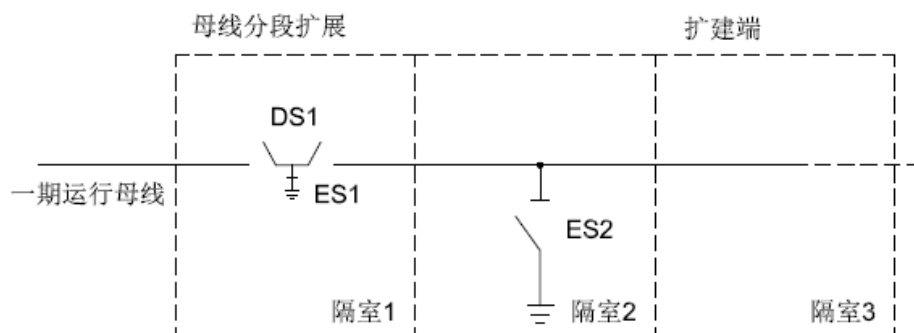 母线分段扩展
扩建端
DS1
一期运行母线
ES1
ES2
隔室1
隔室2
隔室3